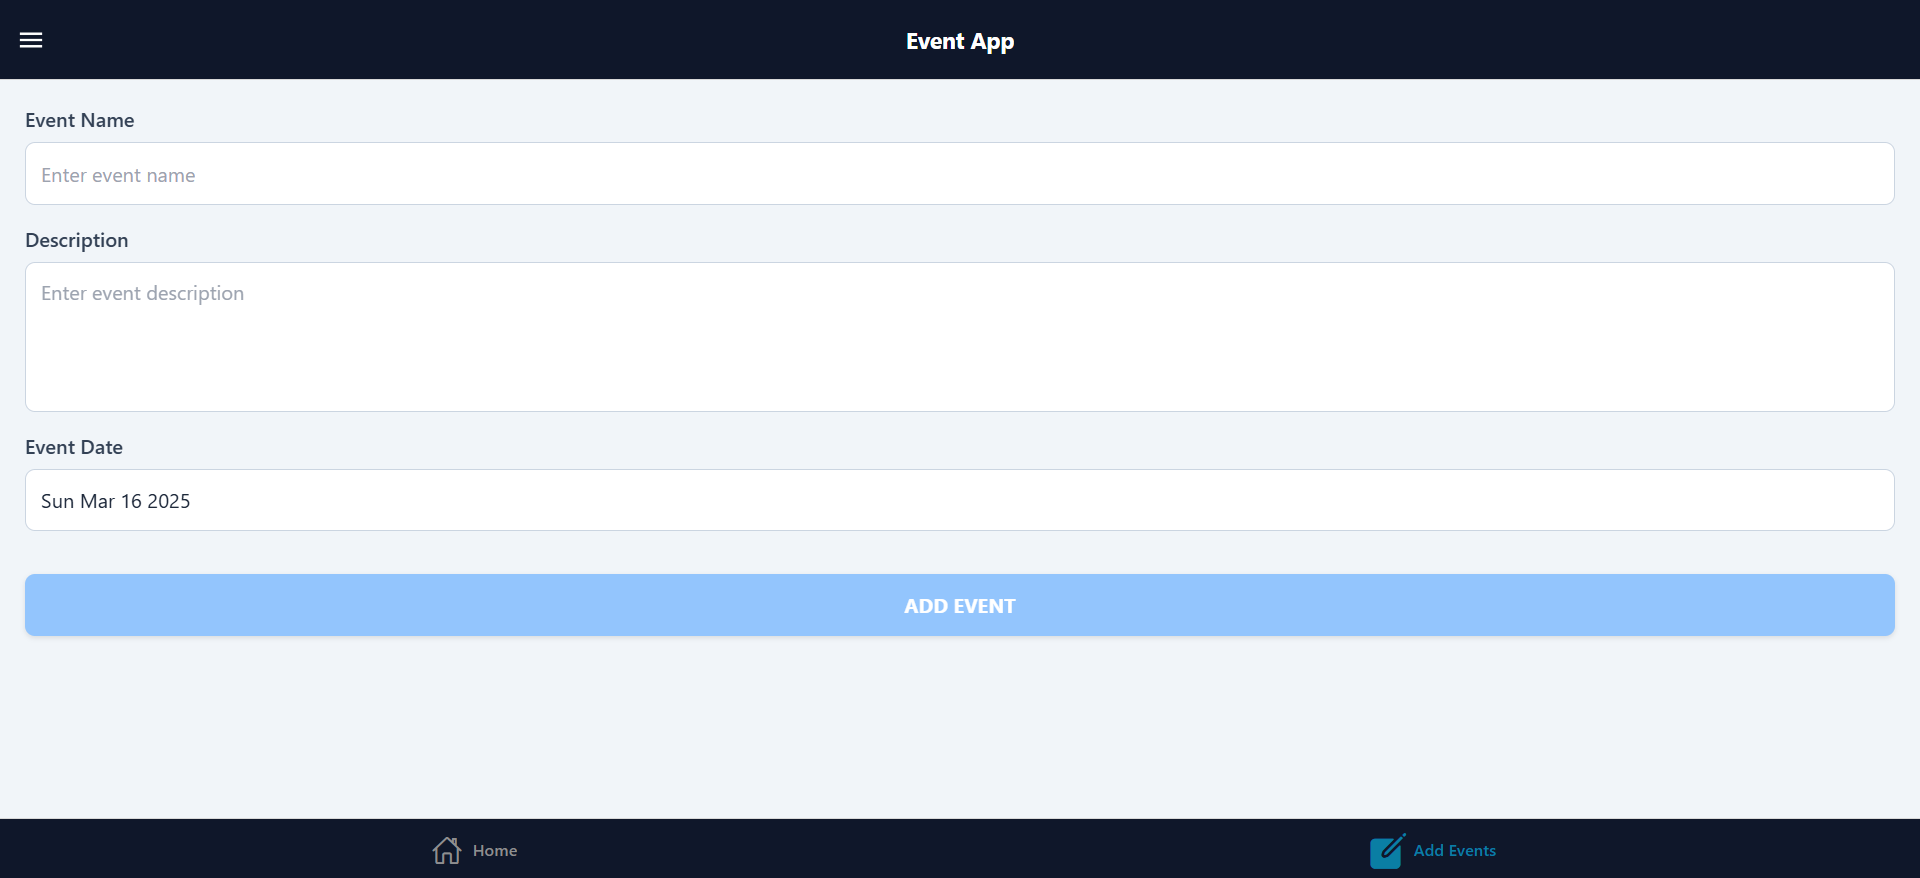 Event App
Event Name
Enter event name
Description
Enter event description
Event Date
Sun Mar 16 2025
ADD EVENT
Home
Add Events